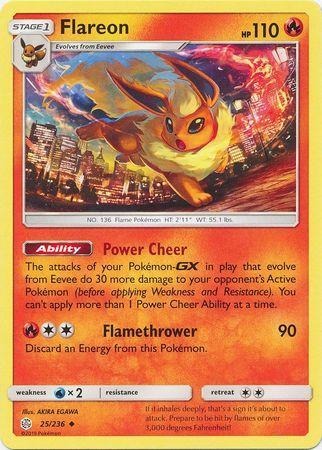 STAGE1 Flareon HP110
Evolves from Eevee
NO. 136 Flame Pokémon HT: 2'11" WT: 55.1 lbs.
Ability Power Cheer
The attacks of your Pokémon-GX in play that evolve
from Eevee do 30 more damage to your opponent's Active
Pokémon (before applying Weakness and Resistance). You
can't apply more than 1 Power Cheer Ability at a time.
Flamethrower 90
Discard an Energy from this Pokémon.
weakness ×2 resistance retreat
Illus. AKIRA EGAWA
25/236
©2019 Pokémon
If it inhales deeply, that's a sign it's about to
attack. Prepare to be hit by flames of over
3,000 degrees Fahrenheit!